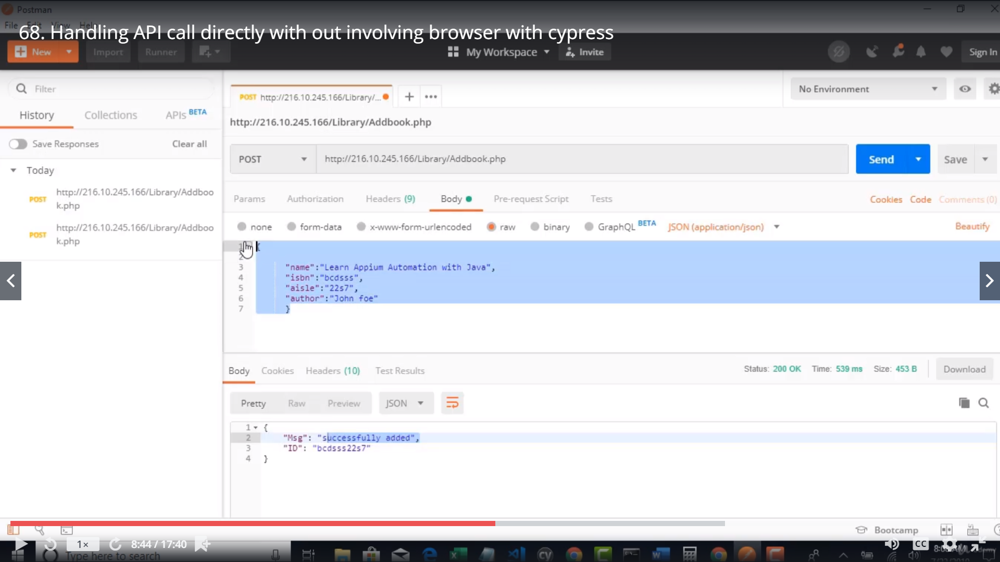 Postman
File Edit View Help
68. Handling API call directly with out involving browser with cypress
New Import Runner My Workspace Invite Sign In
Filter
History Collections APIs BETA
Save Responses Clear all
Today
POST http://216.10.245.166/Library/Addboo
k.php
POST http://216.10.245.166/Library/Addboo
k.php
POST http://216.10.245.166/Library/...
No Environment
http://216.10.245.166/Library/Addbook.php
POST http://216.10.245.166/Library/Addbook.php Send Save
Params Authorization Headers (9) Body Pre-request Script Tests Cookies Code Comments (0)
none form-data x-www-form-urlencoded raw binary GraphQL BETA JSON (application/json) Beautify
1 {
2
3 "name":"Learn Appium Automation with Java",
4 "isbn":"bcdsss",
5 "aisle":"22s7",
6 "author":"John foe"
7 }
Body Cookies Headers (10) Test Results Status: 200 OK Time: 539 ms Size: 453 B Download
Pretty Raw Preview JSON
1 {
2 "Msg": "successfully added",
3 "ID": "bcdsss22s7"
4 }
Bootcamp
1x 8:44 / 17:40 CC
Type here to search